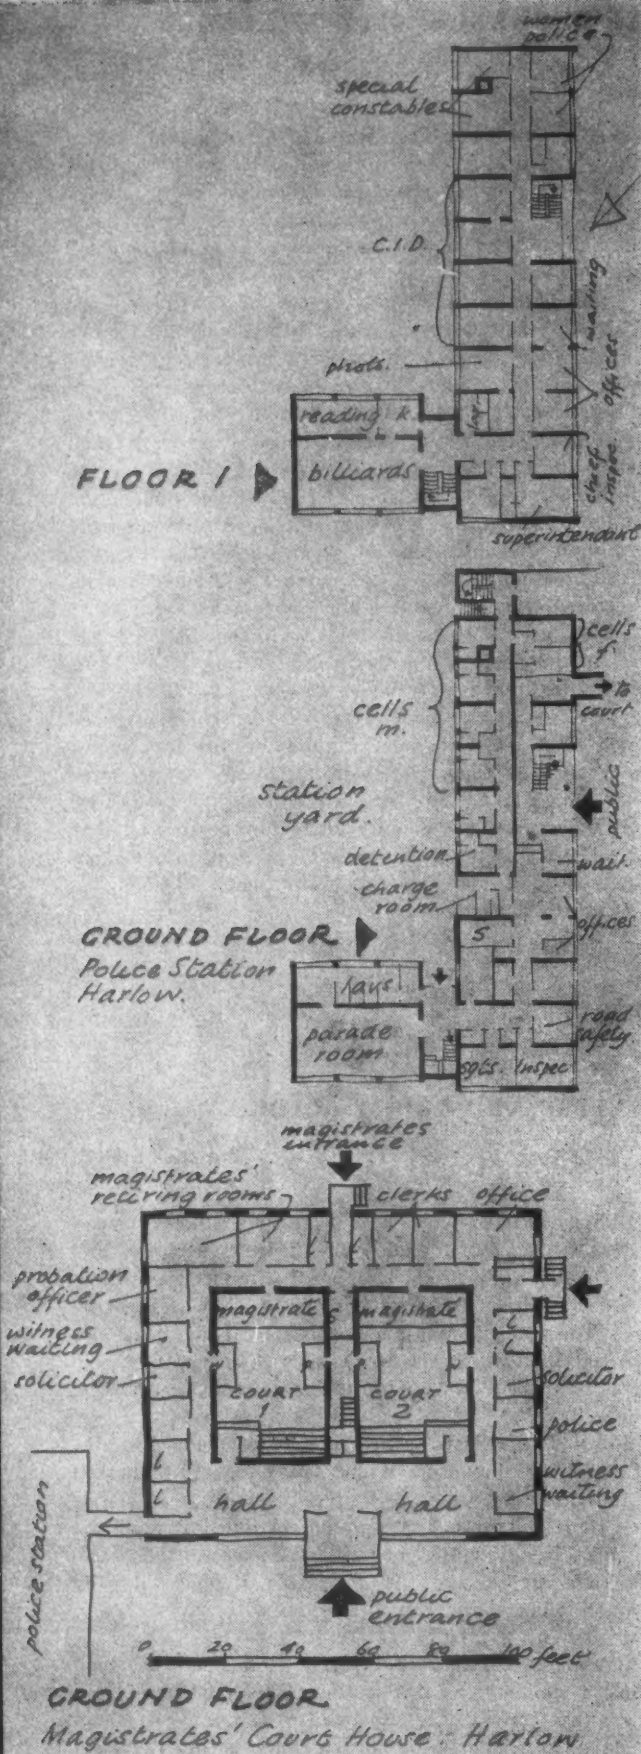 women
police
special
constables
C.I.D.
waiting
offices
phots.
reading k.
lav
billiards
chief
inspec.
FLOOR 1
superintendant
cells
f.
to
court
cells
m.
station
yard.
public
detention
wait.
charge
room
offices
S
GROUND FLOOR
Police Station
Harlow.
lavs
parade
room
road
safety
sgts. Inspec
magistrates
entrance
magistrates'
retiring rooms
clerks office
l l
probation
officer
magistrate S magistrate
witness
waiting
l
l
solicitor
court
1
court
2
solicitor
police
l
l
witness
waiting
hall hall
police station
public
entrance
0 20 40 60 80 100 feet
GROUND FLOOR
Magistrates' Court House. Harlow